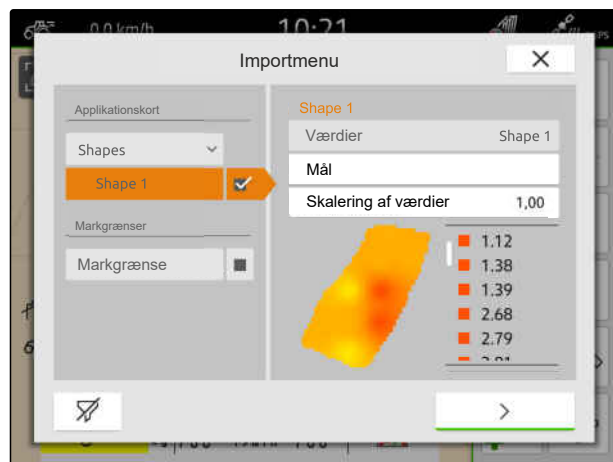 0.0 km/h
10:21
Importmenu
Applikationskort
Shapes
Shape 1
Markgrænser
Markgrænse
Shape 1
Værdier Shape 1
Mål
Skalering af værdier 1,00
1.12
1.38
1.39
2.68
2.79